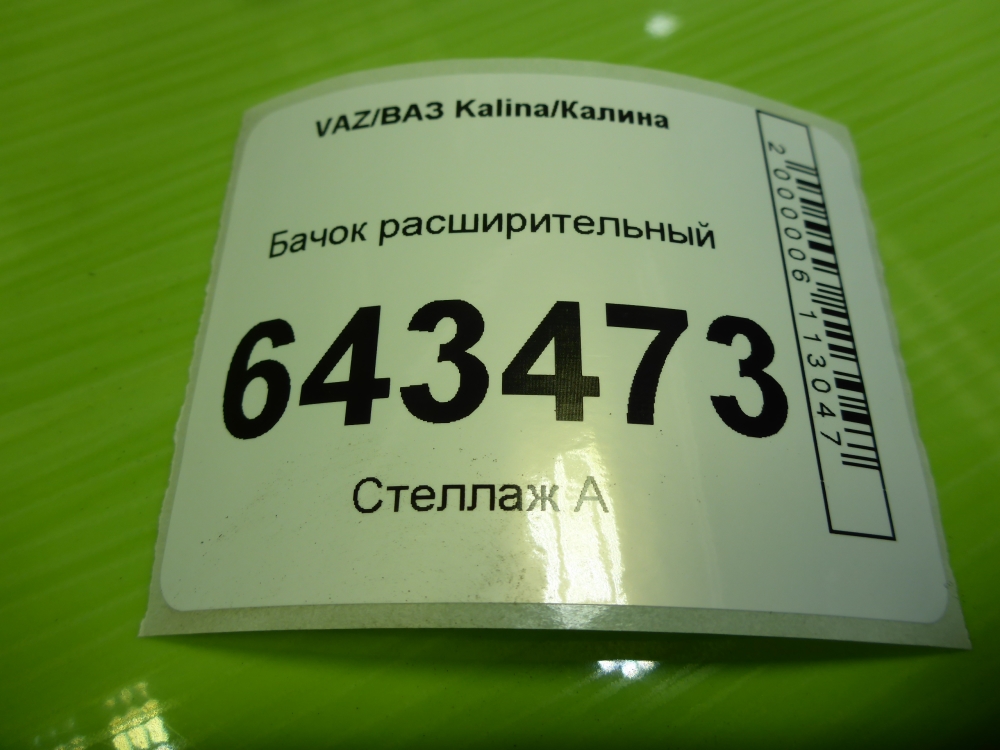 VAZ/ВАЗ Kalina/Калина
Бачок расширительный
643473
Стеллаж А
2000006113047